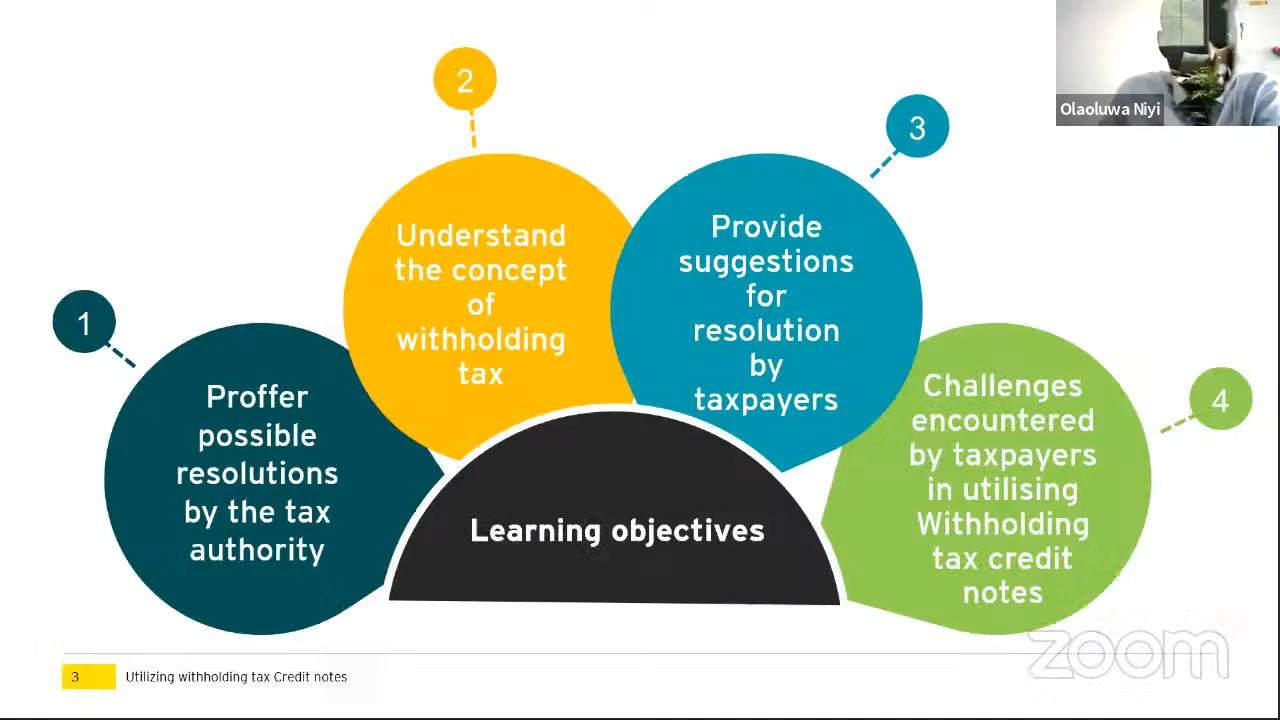 Olaoluwa Niyi
1
Proffer
possible
resolutions
by the tax
authority
2
Understand
the concept
of
withholding
tax
3
Provide
suggestions
for
resolution
by
taxpayers
4
Challenges
encountered
by taxpayers
in utilising
Withholding
tax credit
notes
Learning objectives
3
Utilizing withholding tax Credit notes
zoom